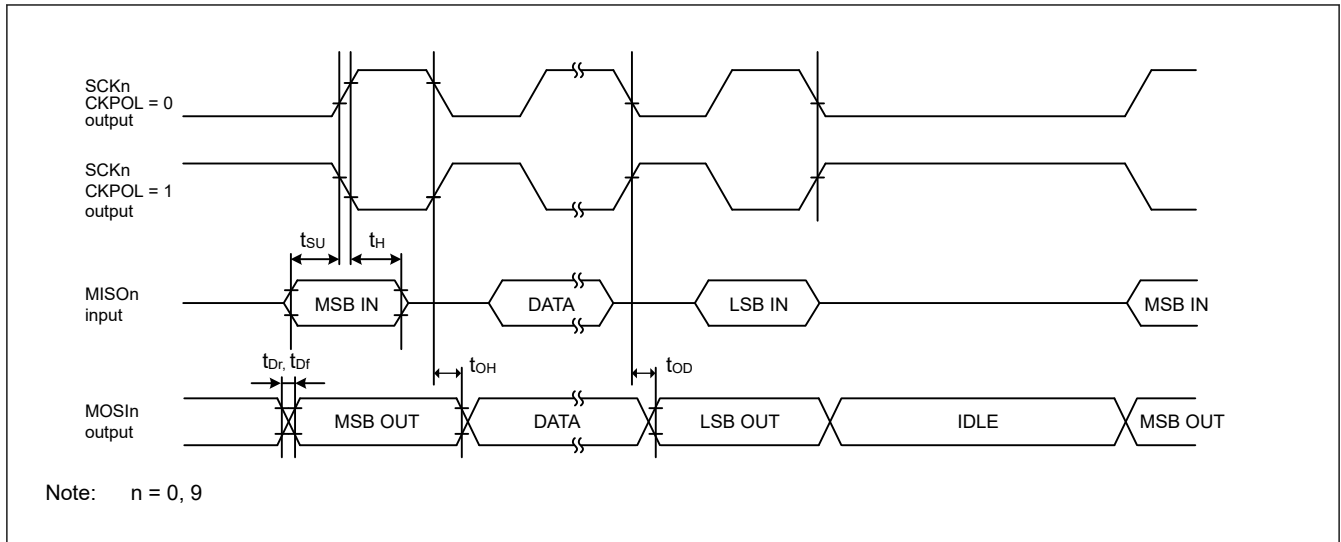 SCKn
CKPOL = 0
output
SCKn
CKPOL = 1
output
tSU
tH
MISOn
input
MSB IN
DATA
LSB IN
MSB IN
tDr, tDf
tOH
tOD
MOSIn
output
MSB OUT
DATA
LSB OUT
IDLE
MSB OUT
Note: n = 0, 9